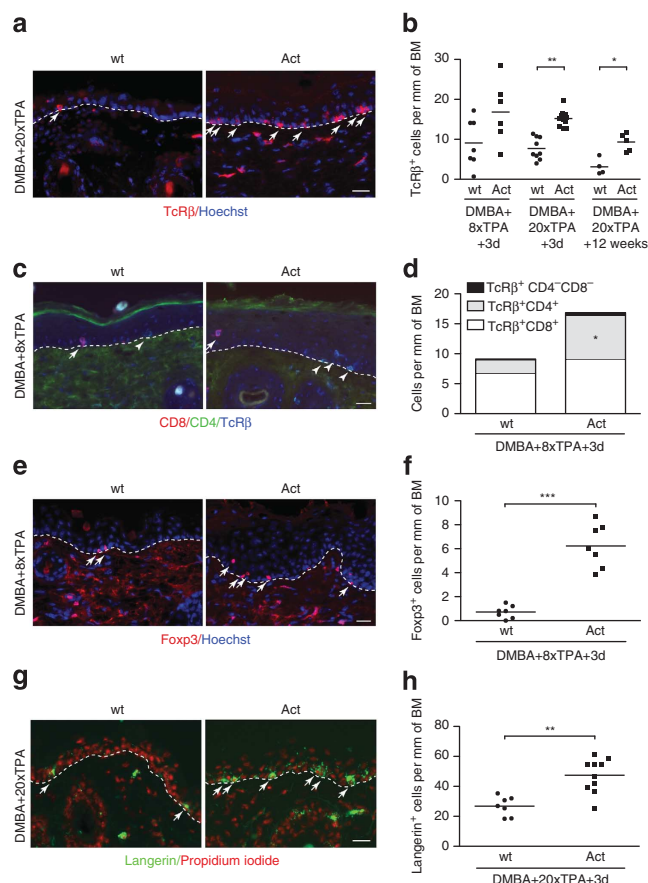 a
wt
Act
DMBA+20xTPA
TcRβ/Hoechst
b
TcRβ⁺ cells per mm of BM
30
20
10
0
**
*
wt Act wt Act wt Act
DMBA+ DMBA+ DMBA+
8xTPA 20xTPA 20xTPA
+3d +3d +12 weeks
c
wt
Act
DMBA+8xTPA
CD8/CD4/TcRβ
d
TcRβ⁺ CD4⁻CD8⁻
TcRβ⁺CD4⁺
TcRβ⁺CD8⁺
Cells per mm of BM
20
15
10
5
0
*
wt Act
DMBA+8xTPA+3d
e
wt
Act
DMBA+8xTPA
Foxp3/Hoechst
f
Foxp3⁺ cells per mm of BM
10
8
6
4
2
0
***
wt Act
DMBA+8xTPA+3d
g
wt
Act
DMBA+20xTPA
Langerin/Propidium iodide
h
Langerin⁺ cells per mm of BM
80
60
40
20
0
**
wt Act
DMBA+20xTPA+3d